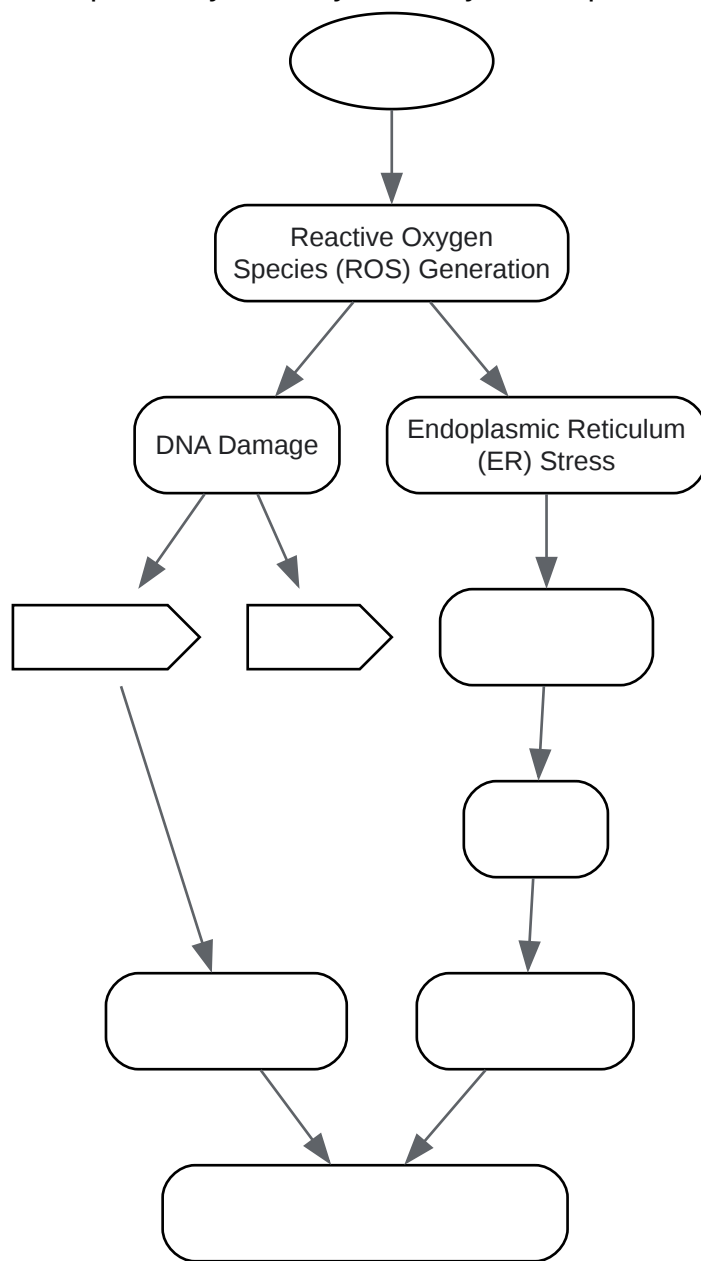 Reactive Oxygen
Species (ROS) Generation
DNA Damage
Endoplasmic Reticulum
(ER) Stress